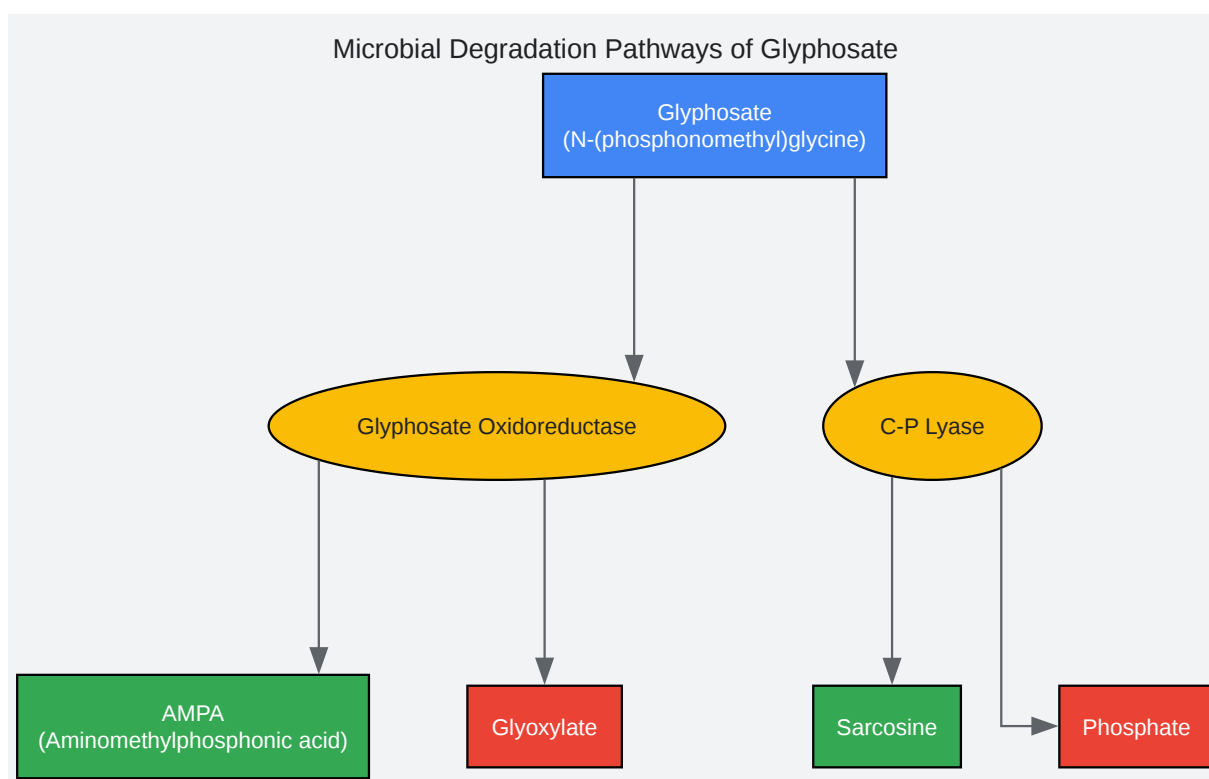 Microbial Degradation Pathways of Glyphosate
Glyphosate
(N-(phosphonomethyl)glycine)
Glyphosate Oxidoreductase
C-P Lyase
AMPA
(Aminomethylphosphonic acid)
Glyoxylate
Sarcosine
Phosphate